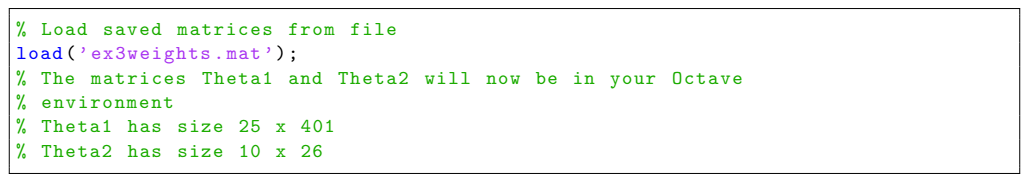 % Load saved matrices from file
load('ex3weights.mat');
% The matrices Theta1 and Theta2 will now be in your Octave
% environment
% Theta1 has size 25 x 401
% Theta2 has size 10 x 26